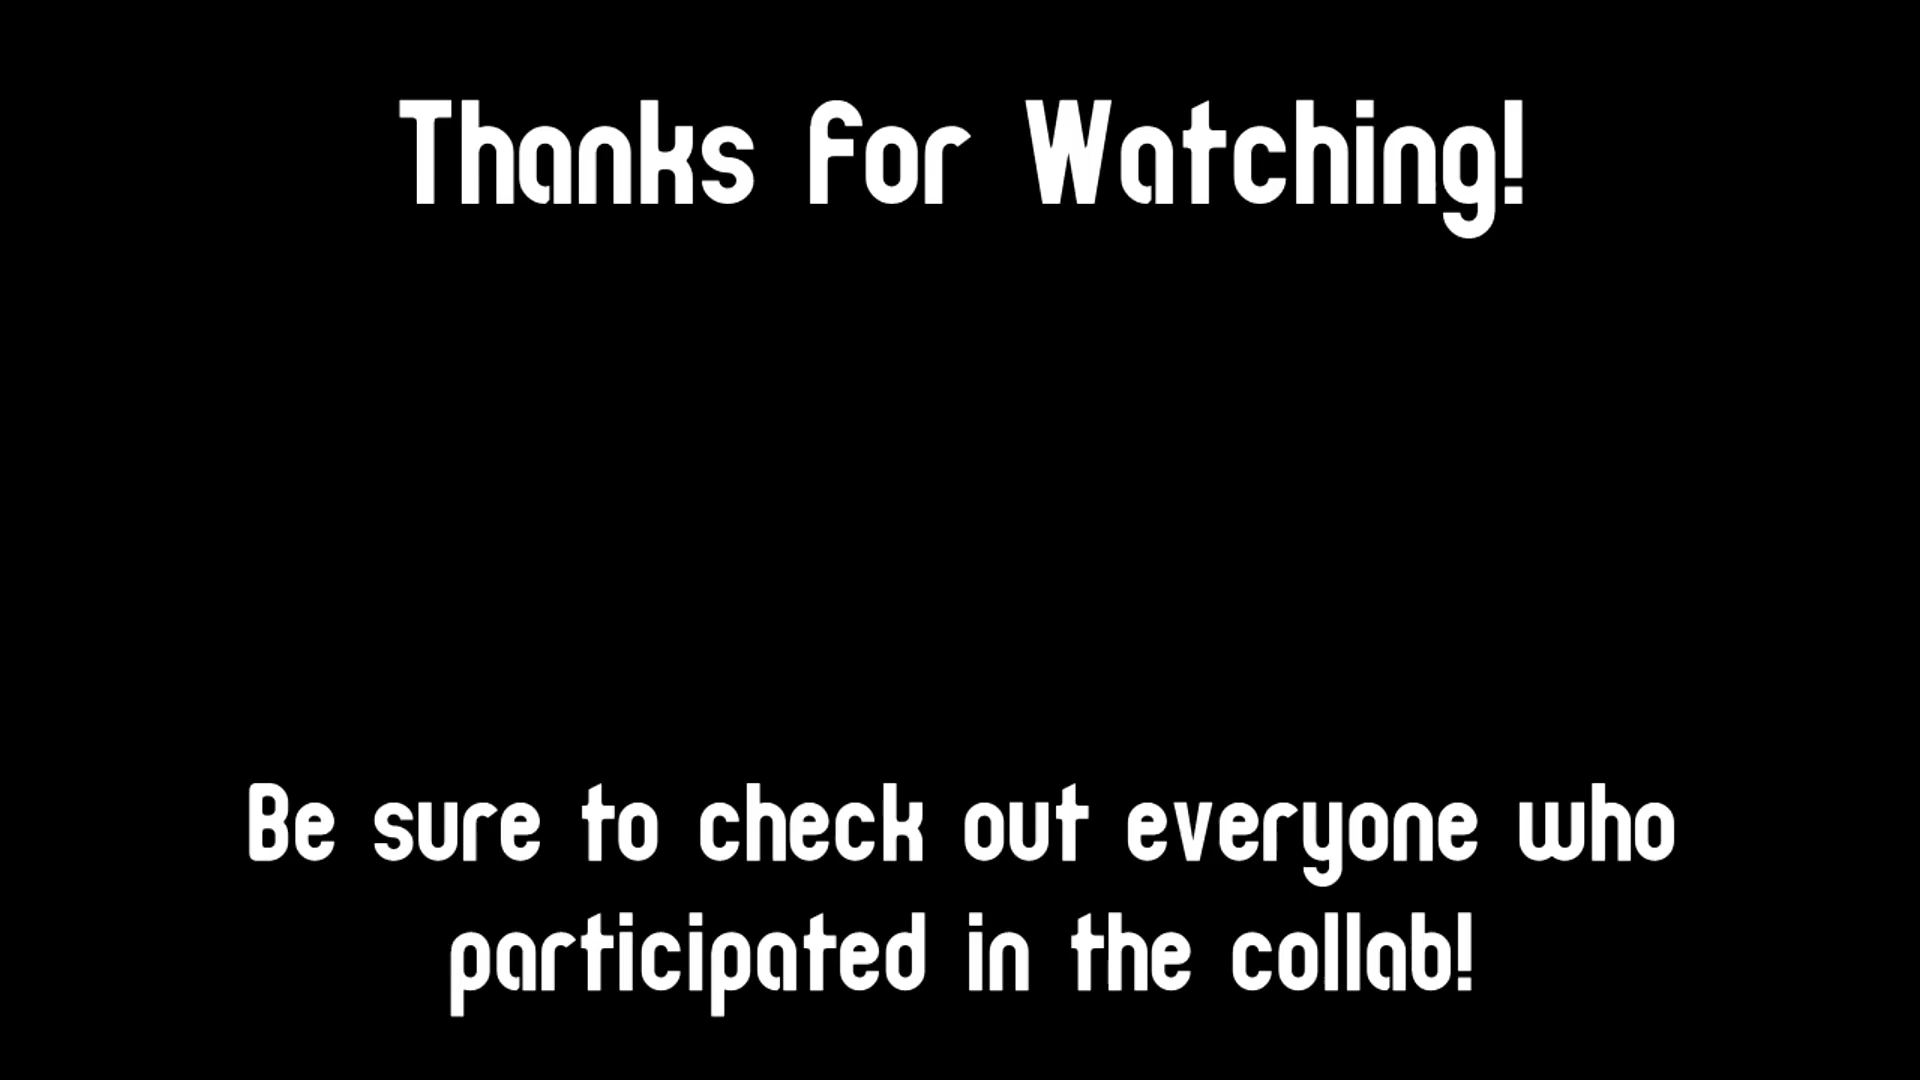 Thanks for Watching!
Be sure to check out everyone who
participated in the collab!